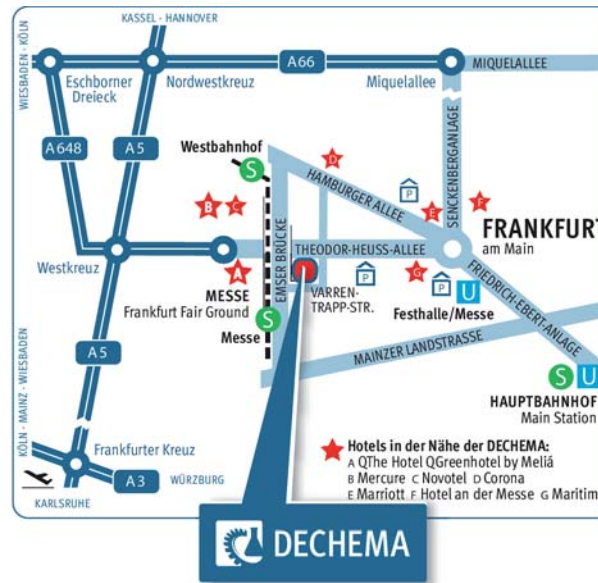 KASSEL - HANNOVER
WIESBADEN - KÖLN
A66
MIQUELALLEE
Eschborner
Dreieck
Nordwestkreuz
Miquelallee
A 648
A 5
Westbahnhof
S
D
HAMBURGER ALLEE
P
SENCKENBERGANLAGE
B
C
E
F
FRANKFURT
am Main
THEODOR-HEUSS-ALLEE
Westkreuz
A
EMSER BRÜCKE
P
G
P
U
MESSE
Frankfurt Fair Ground
VARREN-
TRAPP-STR.
Festhalle/Messe
FRIEDRICH-EBERT-ANLAGE
Messe
S
MAINZER LANDSTRASSE
A5
S
U
HAUPTBAHNHOF
Main Station
KÖLN - MAINZ - WIESBADEN
Frankfurter Kreuz
A 3
WÜRZBURG
KARLSRUHE
Hotels in der Nähe der DECHEMA:
A QThe Hotel QGreenhotel by Meliá
B Mercure C Novotel D Corona
E Marriott F Hotel an der Messe G Maritim
DECHEMA